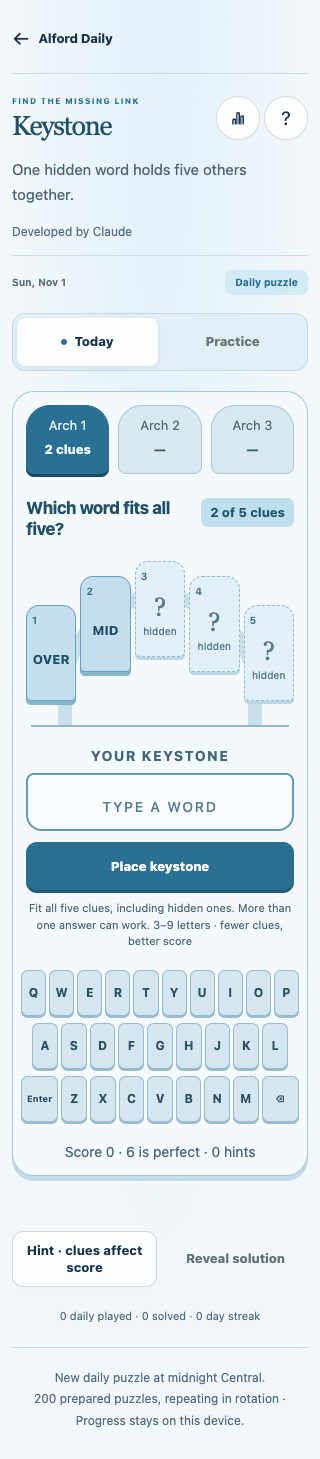 Alford Daily
FIND THE MISSING LINK
Keystone
?
One hidden word holds five others
together.
Developed by Claude
Sun, Nov 1
Daily puzzle
Today
Practice
Arch 1
2 clues
Arch 2
—
Arch 3
—
Which word fits all
five?
2 of 5 clues
1
OVER
2
MID
3
?
hidden
4
?
hidden
5
?
hidden
YOUR KEYSTONE
TYPE A WORD
Place keystone
Fit all five clues, including hidden ones. More than
one answer can work. 3–9 letters · fewer clues,
better score
Q W E R T Y U I O P
A S D F G H J K L
Enter Z X C V B N M ⌫
Score 0 · 6 is perfect · 0 hints
Hint · clues affect
score
Reveal solution
0 daily played · 0 solved · 0 day streak
New daily puzzle at midnight Central.
200 prepared puzzles, repeating in rotation ·
Progress stays on this device.